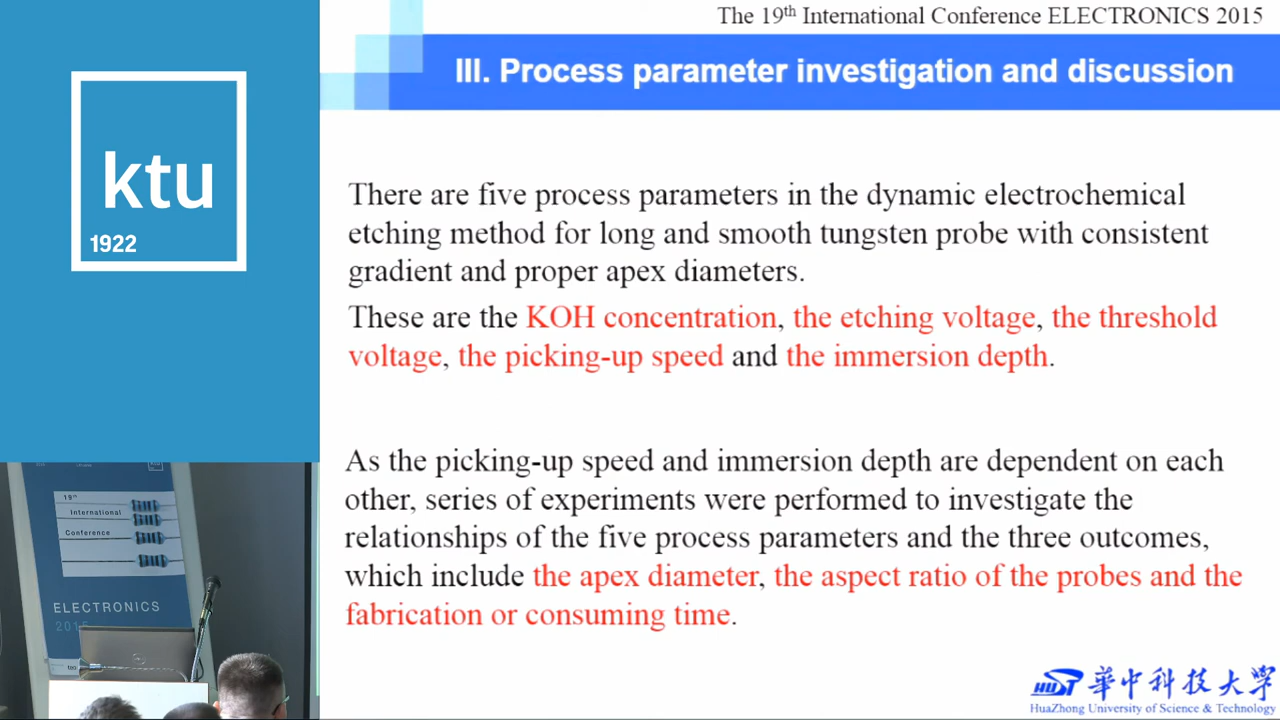 The 19th International Conference ELECTRONICS 2015
III. Process parameter investigation and discussion
ktu
1922
There are five process parameters in the dynamic electrochemical
etching method for long and smooth tungsten probe with consistent
gradient and proper apex diameters.
These are the KOH concentration, the etching voltage, the threshold
voltage, the picking-up speed and the immersion depth.
As the picking-up speed and immersion depth are dependent on each
other, series of experiments were performed to investigate the
relationships of the five process parameters and the three outcomes,
which include the apex diameter, the aspect ratio of the probes and the
fabrication or consuming time.
19th
International
Conference
ELECTRONICS
2015
HUST 華中科技大学
HuaZhong University of Science & Technology